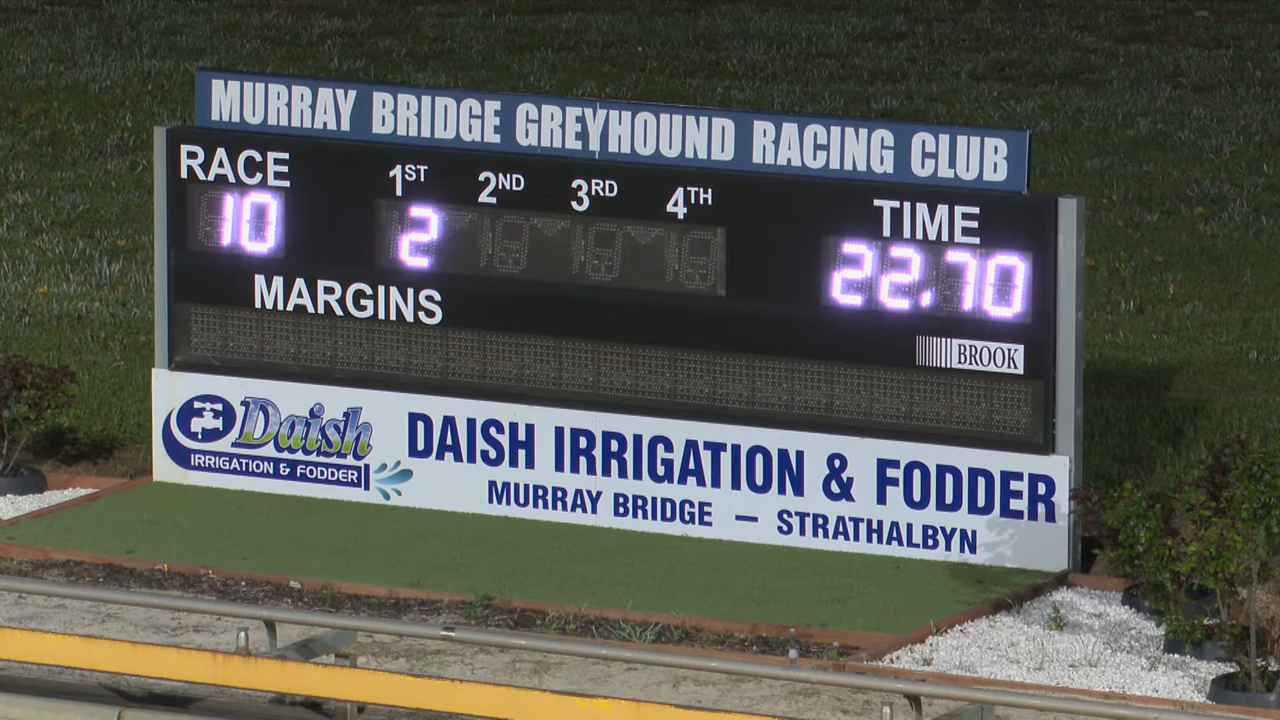 MURRAY BRIDGE GREYHOUND RACING CLUB
RACE 1ST 2ND 3RD 4TH TIME
10 2 22.70
MARGINS
BROOK
Daish
IRRIGATION & FODDER
DAISH IRRIGATION & FODDER
MURRAY BRIDGE – STRATHALBYN